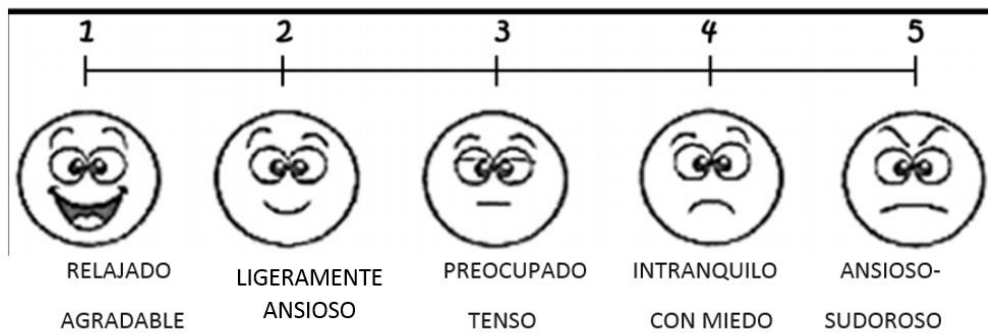 1 2 3 4 5
RELAJADO LIGERAMENTE PREOCUPADO INTRANQUILO ANSIOSO-
AGRADABLE ANSIOSO TENSO CON MIEDO SUDOROSO